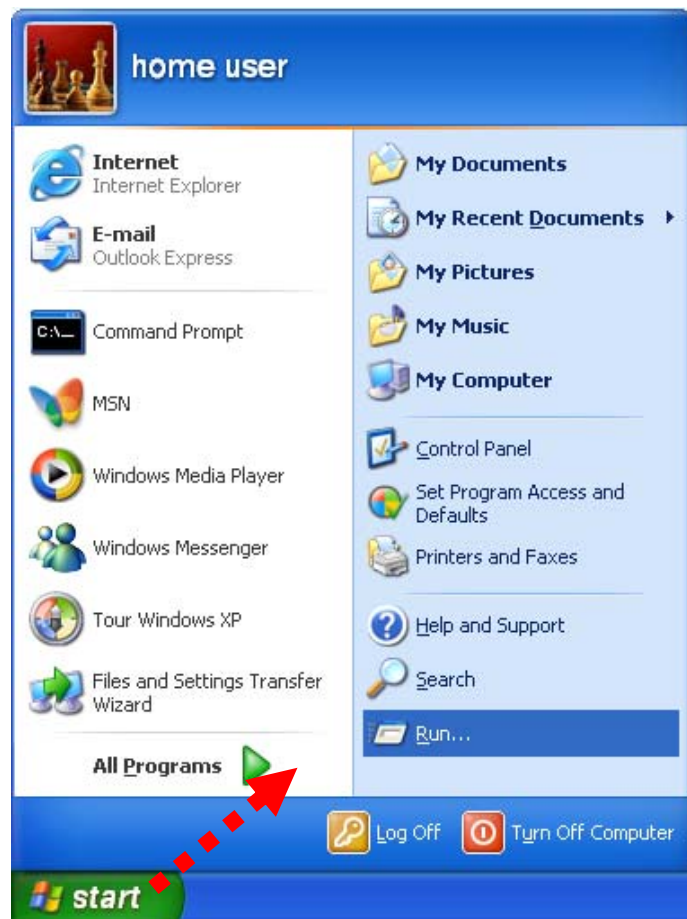 home user
Internet
Internet Explorer
E-mail
Outlook Express
C:\_
Command Prompt
MSN
Windows Media Player
Windows Messenger
Tour Windows XP
Files and Settings Transfer
Wizard
All Programs
My Documents
My Recent Documents
My Pictures
My Music
My Computer
Control Panel
Set Program Access and
Defaults
Printers and Faxes
Help and Support
Search
Run...
Log Off
Turn Off Computer
start